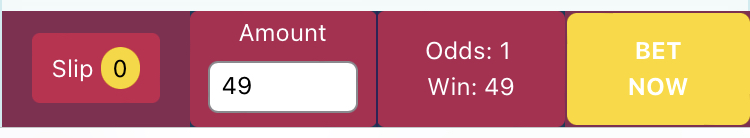 Slip 0
Amount
49
Odds: 1
Win: 49
BET
NOW